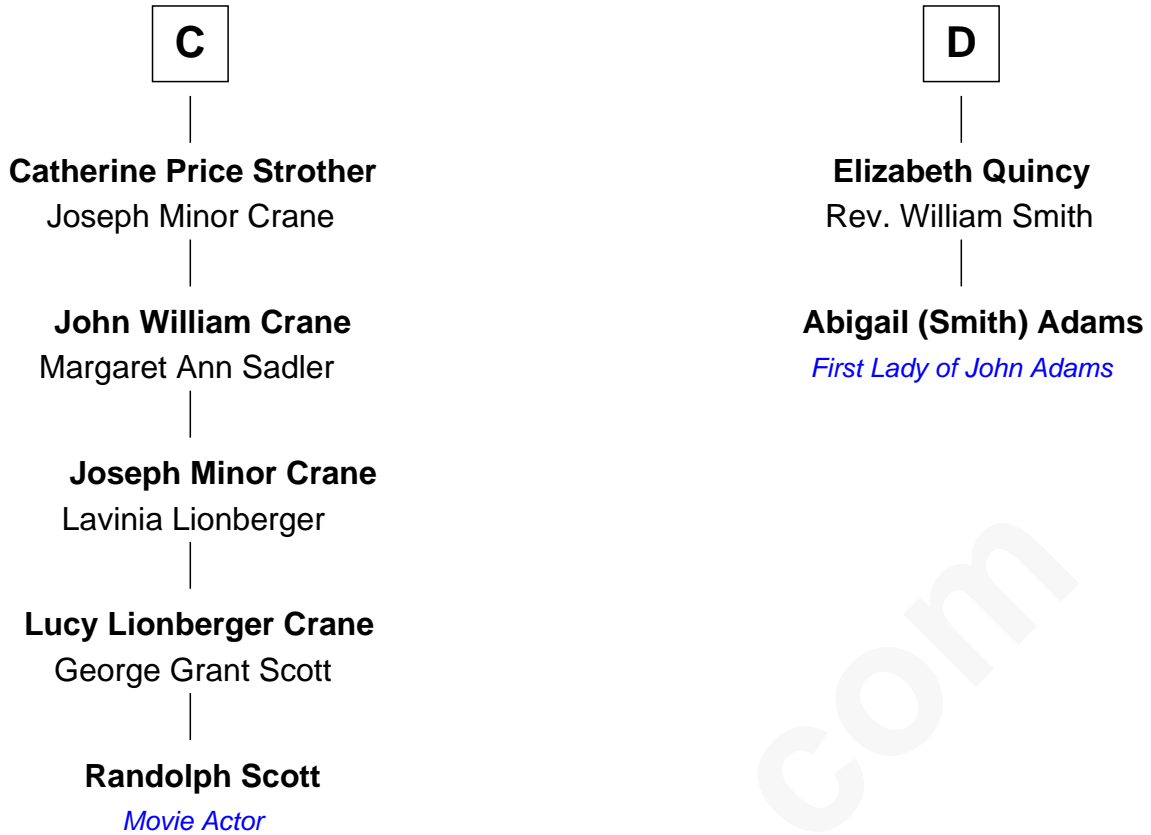 C
Catherine Price Strother
Joseph Minor Crane
John William Crane
Margaret Ann Sadler
Joseph Minor Crane
Lavinia Lionberger
Lucy Lionberger Crane
George Grant Scott
Randolph Scott
Movie Actor
D
Elizabeth Quincy
Rev. William Smith
Abigail (Smith) Adams
First Lady of John Adams
com